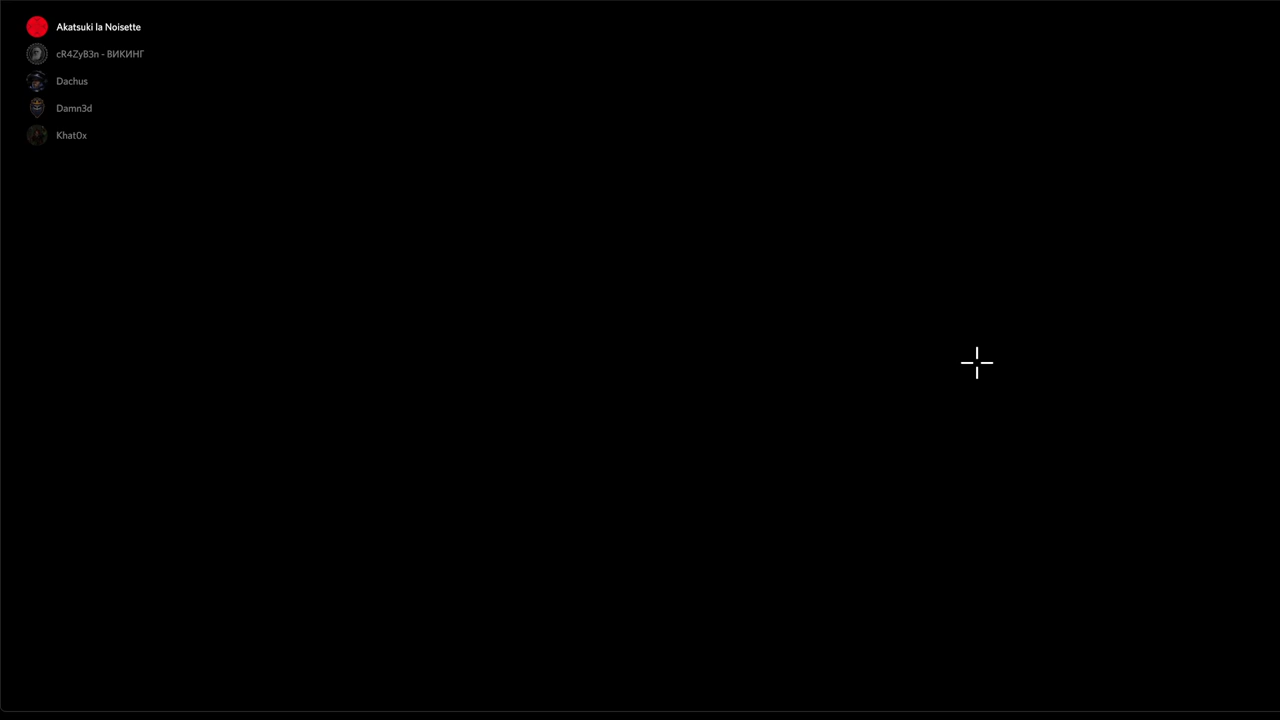 Akatsuki la Noisette
cR4ZyB3n - ВИКИНГ
Dachus
Damn3d
Khat0x